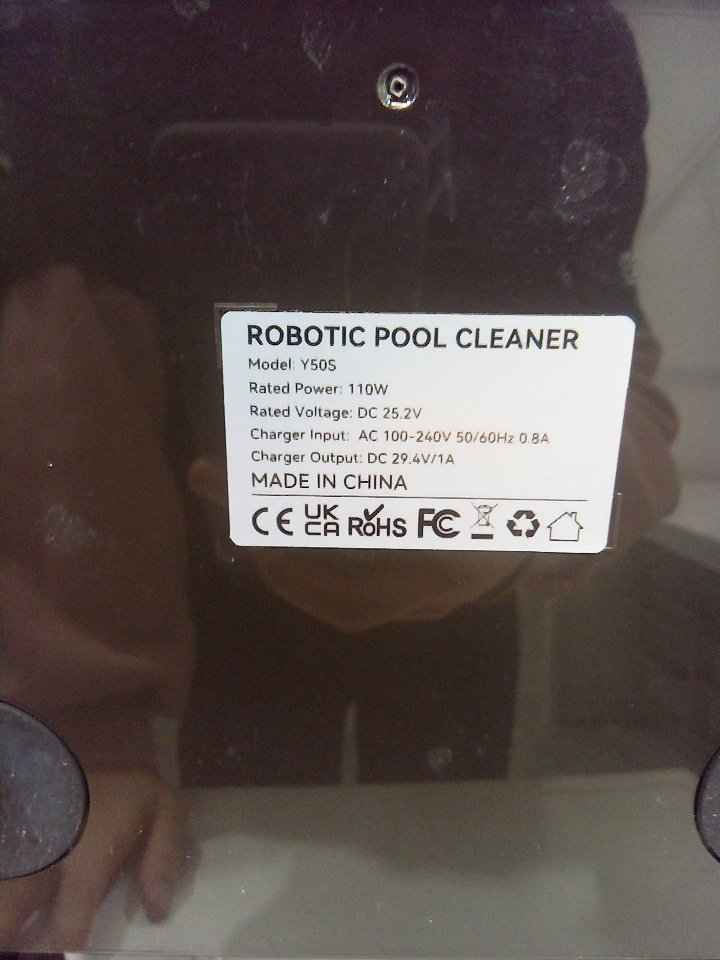 ROBOTIC POOL CLEANER
Model: Y50S
Rated Power: 110W
Rated Voltage: DC 25.2V
Charger Input: AC 100-240V 50/60Hz 0.8A
Charger Output: DC 29.4V/1A
MADE IN CHINA
CE UK CA RoHS FC